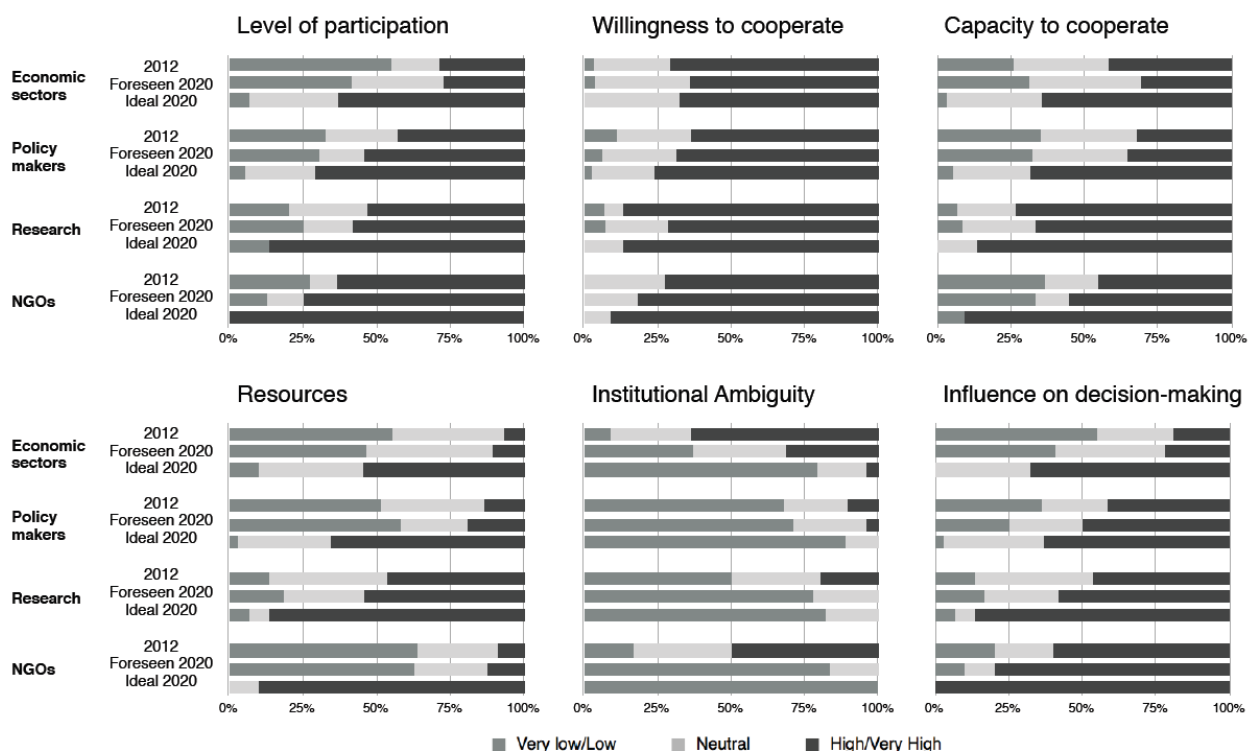 Level of participation
Willingness to cooperate
Capacity to cooperate
Economic sectors
2012
Foreseen 2020
Ideal 2020
Policy makers
2012
Foreseen 2020
Ideal 2020
Research
2012
Foreseen 2020
Ideal 2020
NGOs
2012
Foreseen 2020
Ideal 2020
0% 25% 50% 75% 100%
0% 25% 50% 75% 100%
0% 25% 50% 75% 100%
Resources
Institutional Ambiguity
Influence on decision-making
Economic sectors
2012
Foreseen 2020
Ideal 2020
Policy makers
2012
Foreseen 2020
Ideal 2020
Research
2012
Foreseen 2020
Ideal 2020
NGOs
2012
Foreseen 2020
Ideal 2020
0% 25% 50% 75% 100%
0% 25% 50% 75% 100%
0% 25% 50% 75% 100%
Very low/Low
Neutral
High/Very High